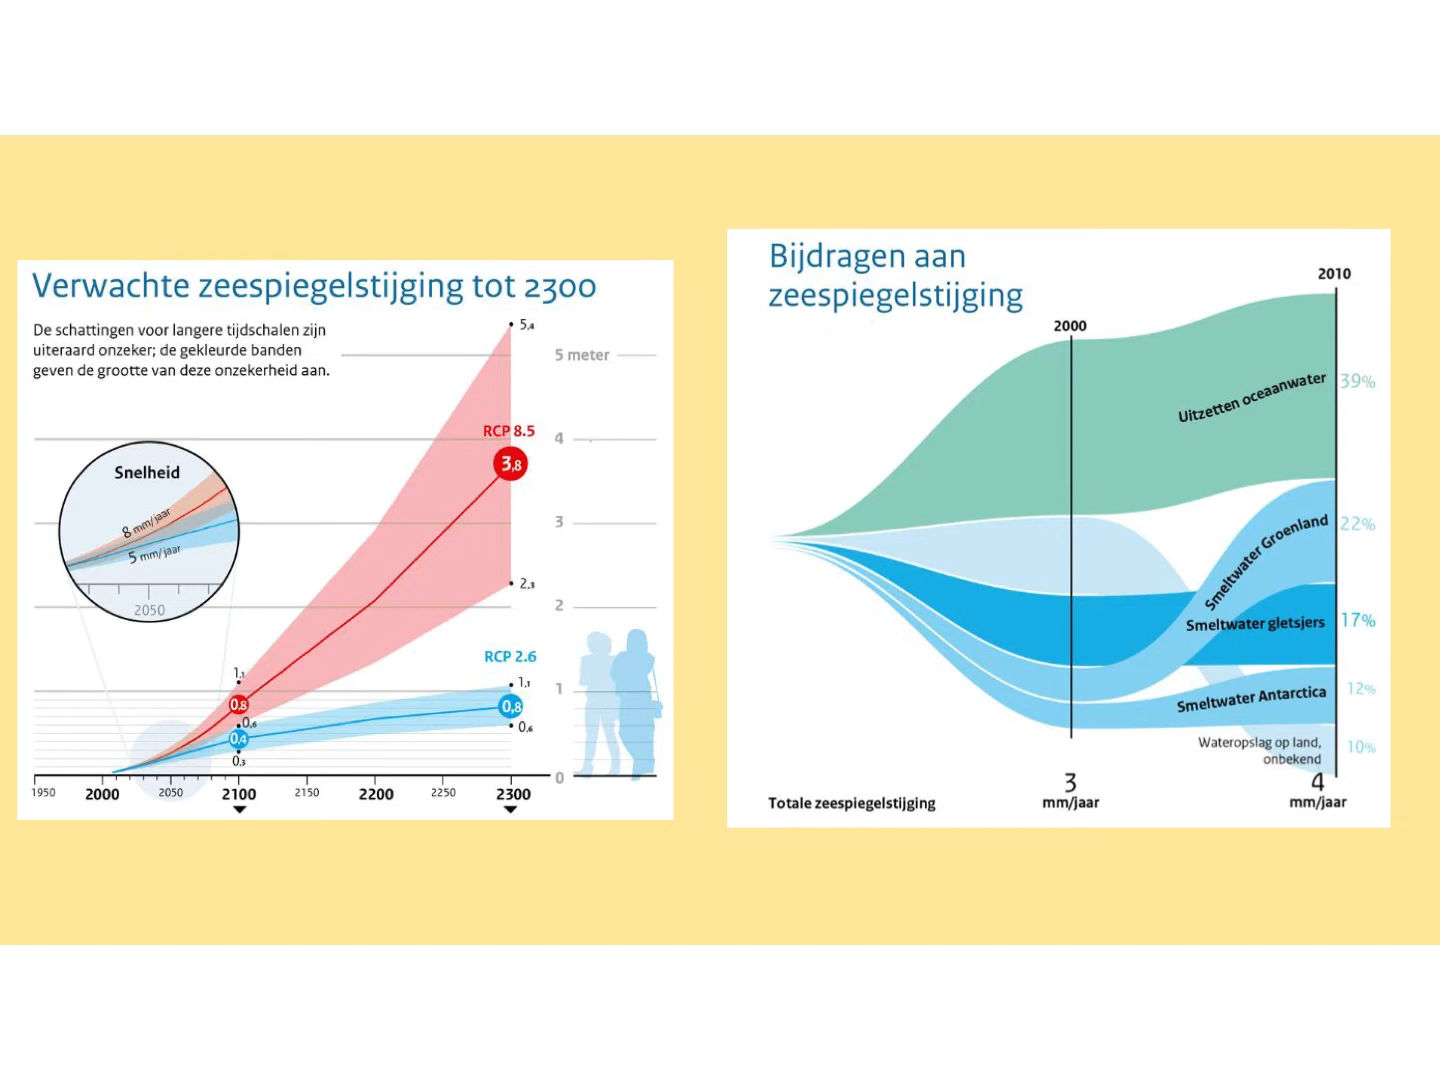 Verwachte zeespiegelstijging tot 2300
De schattingen voor langere tijdschalen zijn
uiteraard onzeker; de gekleurde banden
geven de grootte van deze onzekerheid aan.
5,4
5 meter
RCP 8.5
4
3,8
Snelheid
8 mm/jaar
5 mm/jaar
2050
3
2,3
2
RCP 2.6
1,1
1,1
1
0,8
0,8
0,6
0,6
0,4
0,3
0
1950
2000
2050
2100
2150
2200
2250
2300
Bijdragen aan
zeespiegelstijging
2010
2000
Uitzetten oceaanwater
39%
Smeltwater Groenland
22%
Smeltwater gletsjers
17%
Smeltwater Antarctica
12%
Wateropslag op land,
onbekend
10%
Totale zeespiegelstijging
3
mm/jaar
4
mm/jaar